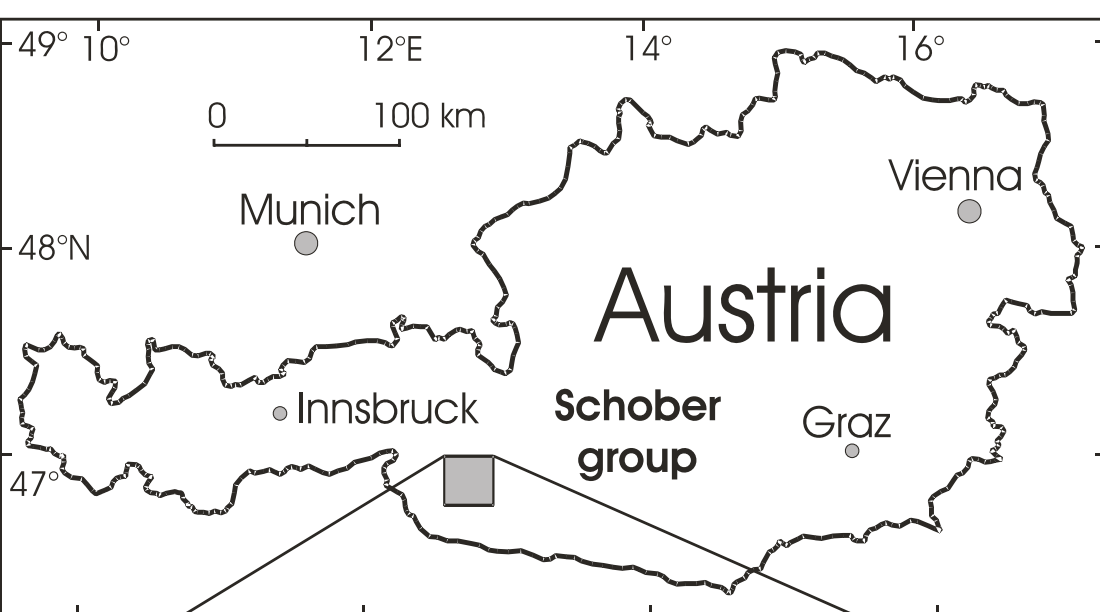 49° 10° 12°E 14° 16°
0 100 km
Vienna
Munich
48°N
Austria
Innsbruck
Schober
group
Graz
47°